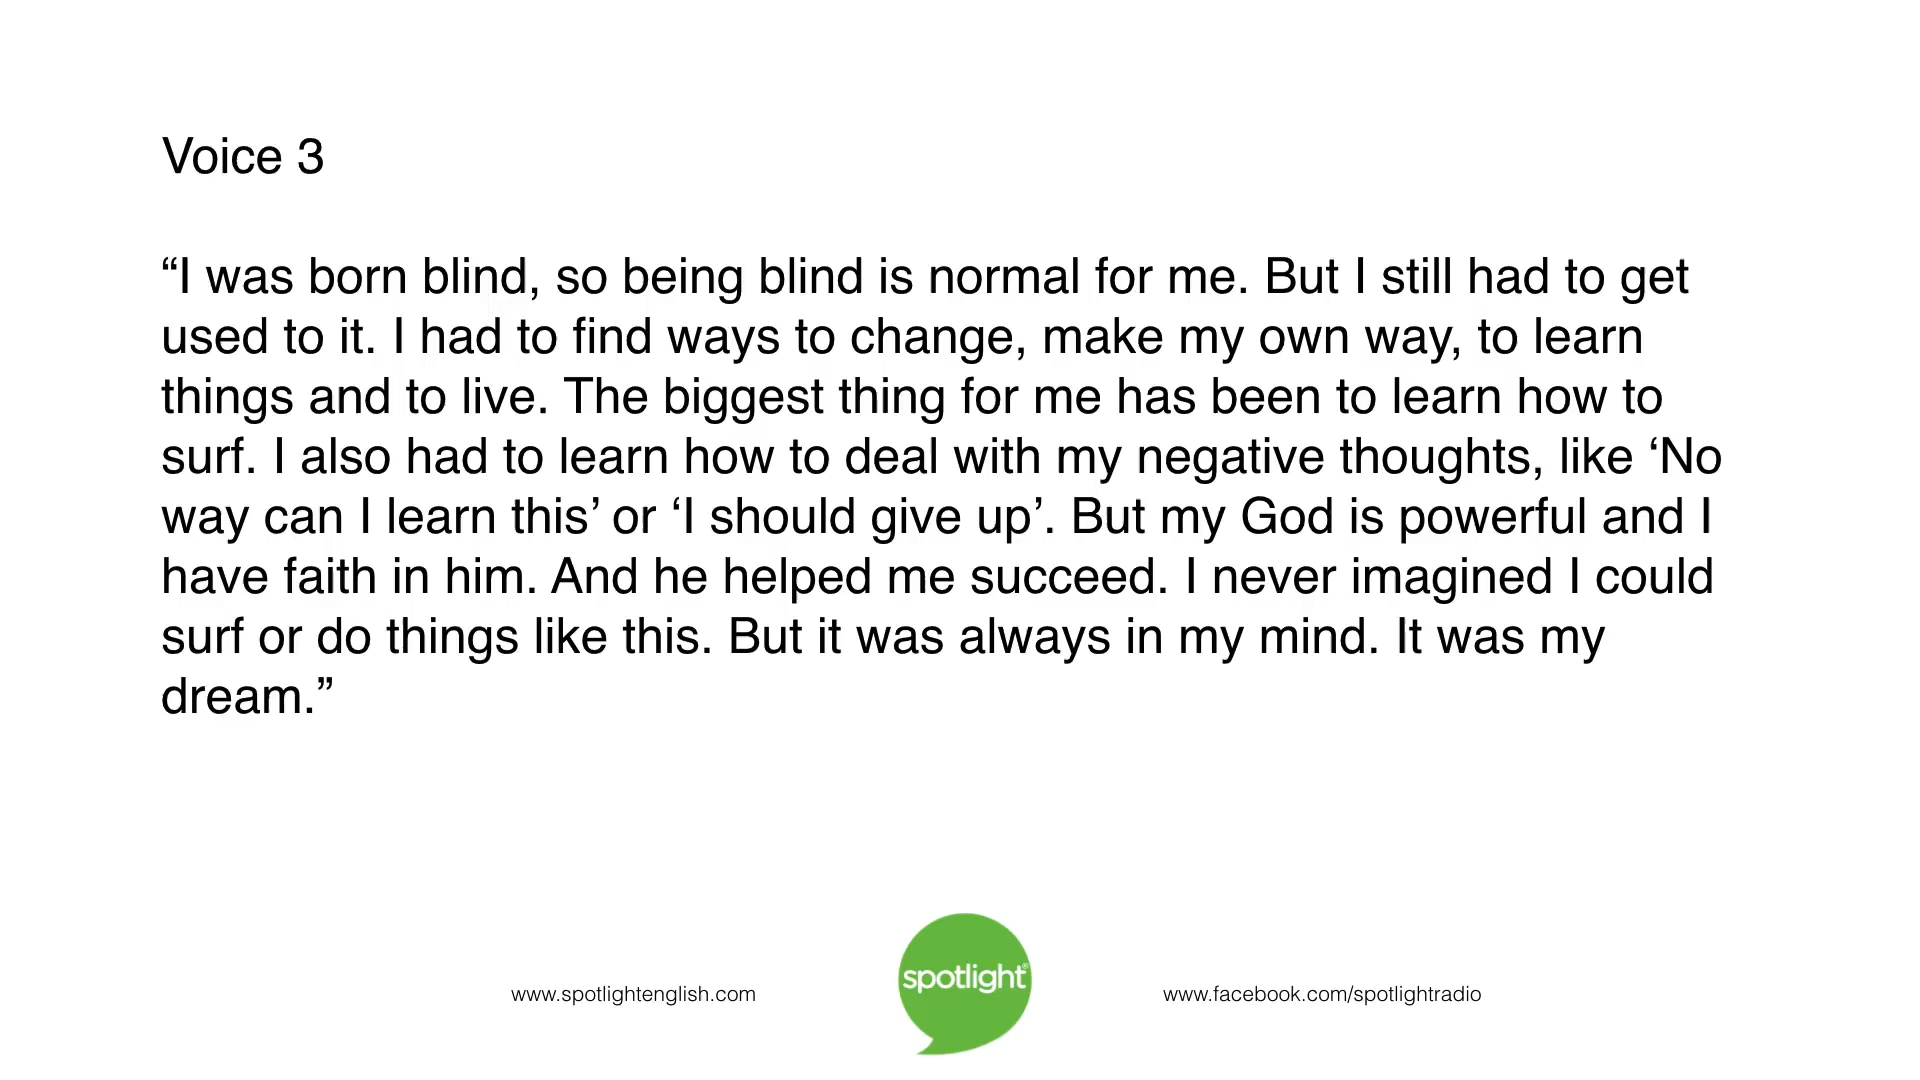 Voice 3
“I was born blind, so being blind is normal for me. But I still had to get
used to it. I had to find ways to change, make my own way, to learn
things and to live. The biggest thing for me has been to learn how to
surf. I also had to learn how to deal with my negative thoughts, like ‘No
way can I learn this’ or ‘I should give up’. But my God is powerful and I
have faith in him. And he helped me succeed. I never imagined I could
surf or do things like this. But it was always in my mind. It was my
dream.”
spotlight®
www.spotlightenglish.com
www.facebook.com/spotlightradio